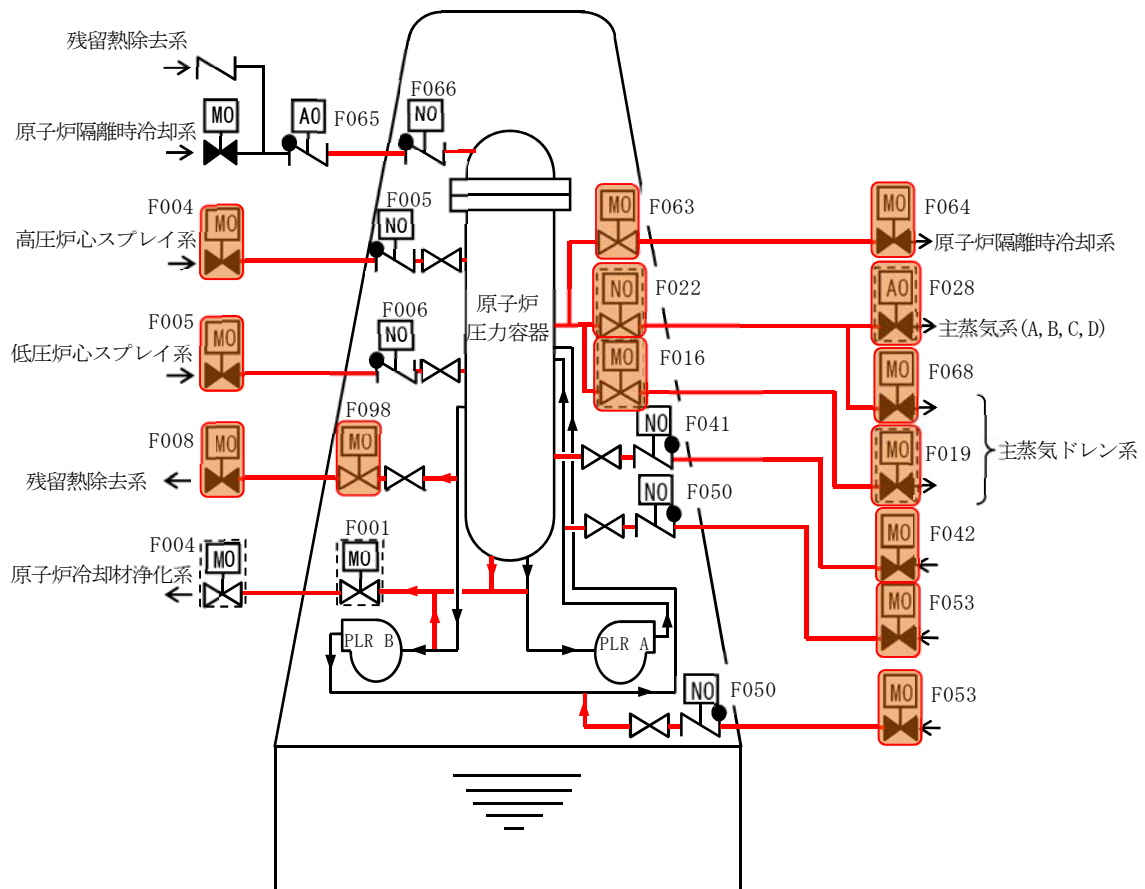 残留熱除去系
MO
AO
F065
F066
NO
原子炉隔離時冷却系
F004
MO
高圧炉心スプレイ系
F005
NO
F005
MO
低圧炉心スプレイ系
F006
NO
原子炉
圧力容器
F008
MO
残留熱除去系
F098
MO
F004
MO
原子炉冷却材浄化系
F001
MO
PLR B
PLR A
MO
F063
MO
F064
原子炉隔離時冷却系
NO
F022
AO
F028
主蒸気系(A,B,C,D)
MO
F016
MO
F068
NO
F041
MO
F019
主蒸気ドレン系
NO
F050
MO
F042
MO
F053
NO
F050
MO
F053